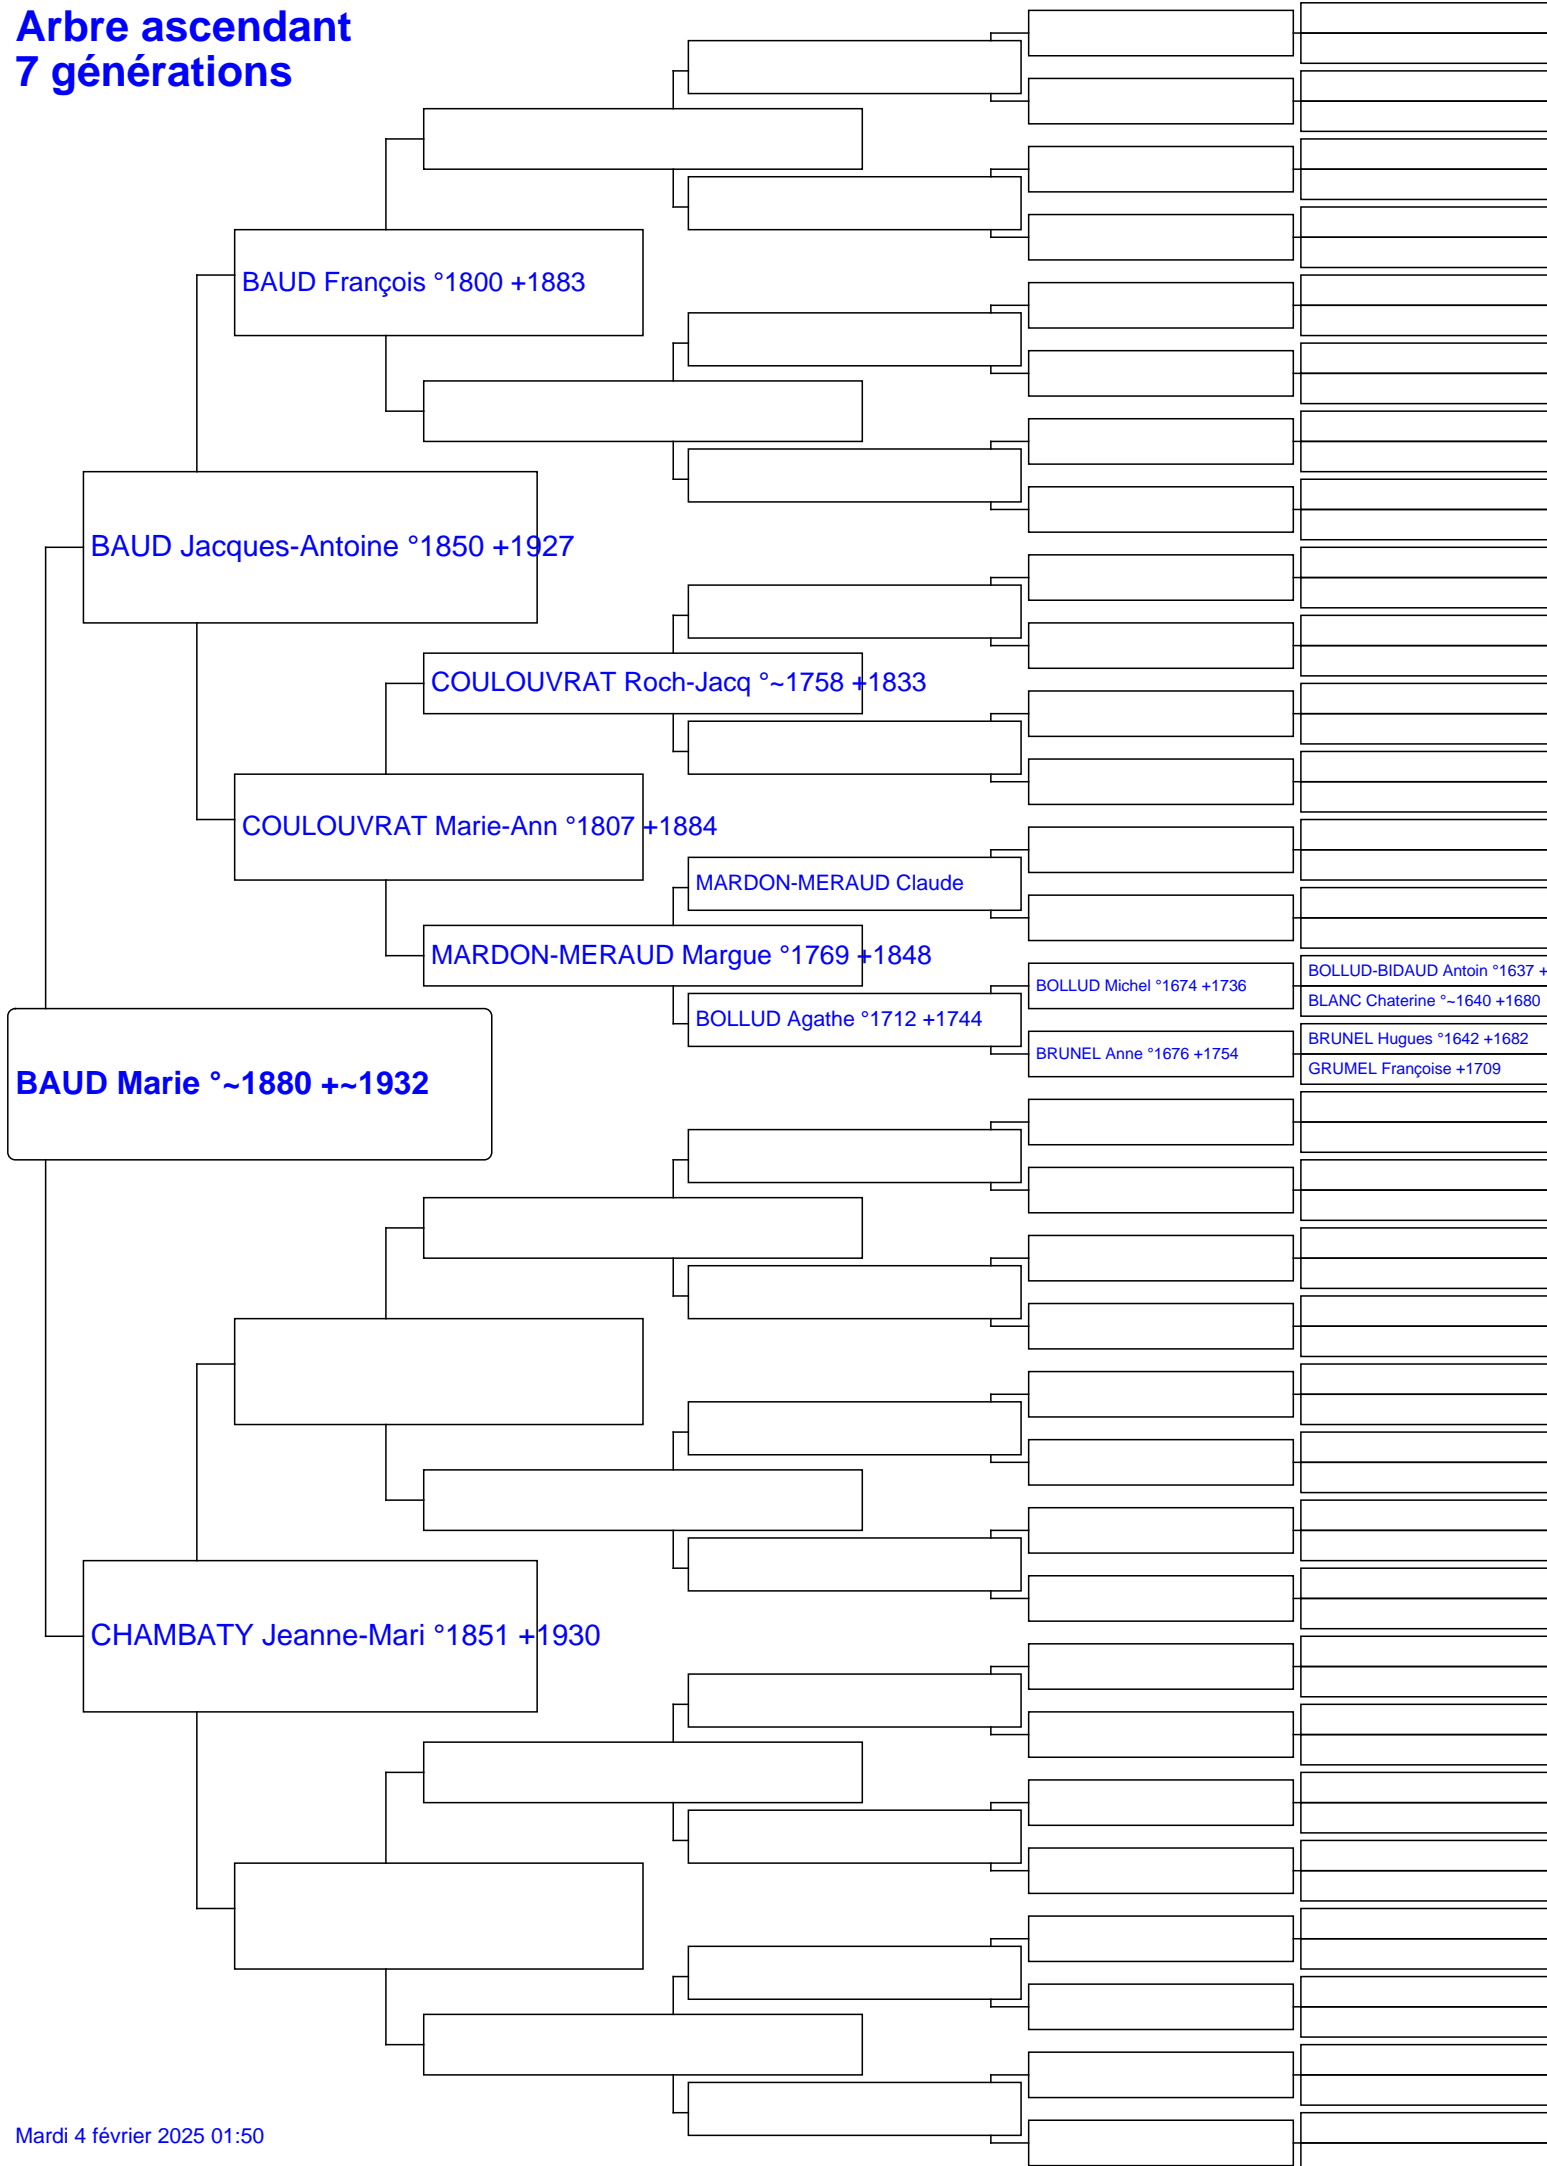 Arbre ascendant
7 générations
BAUD François °1800 +1883
BAUD Jacques-Antoine °1850 +1927
COULOUVRAT Roch-Jacq °~1758 +1833
COULOUVRAT Marie-Ann °1807 +1884
MARDON-MERAUD Claude
MARDON-MERAUD Margue °1769 +1848
BOLLUD-BIDAUD Antoin °1637 +
BOLLUD Michel °1674 +1736
BLANC Chaterine °~1640 +1680
BOLLUD Agathe °1712 +1744
BRUNEL Hugues °1642 +1682
BRUNEL Anne °1676 +1754
GRUMEL Françoise +1709
BAUD Marie °~1880 +~1932
CHAMBATY Jeanne-Mari °1851 +1930
Mardi 4 février 2025 01:50